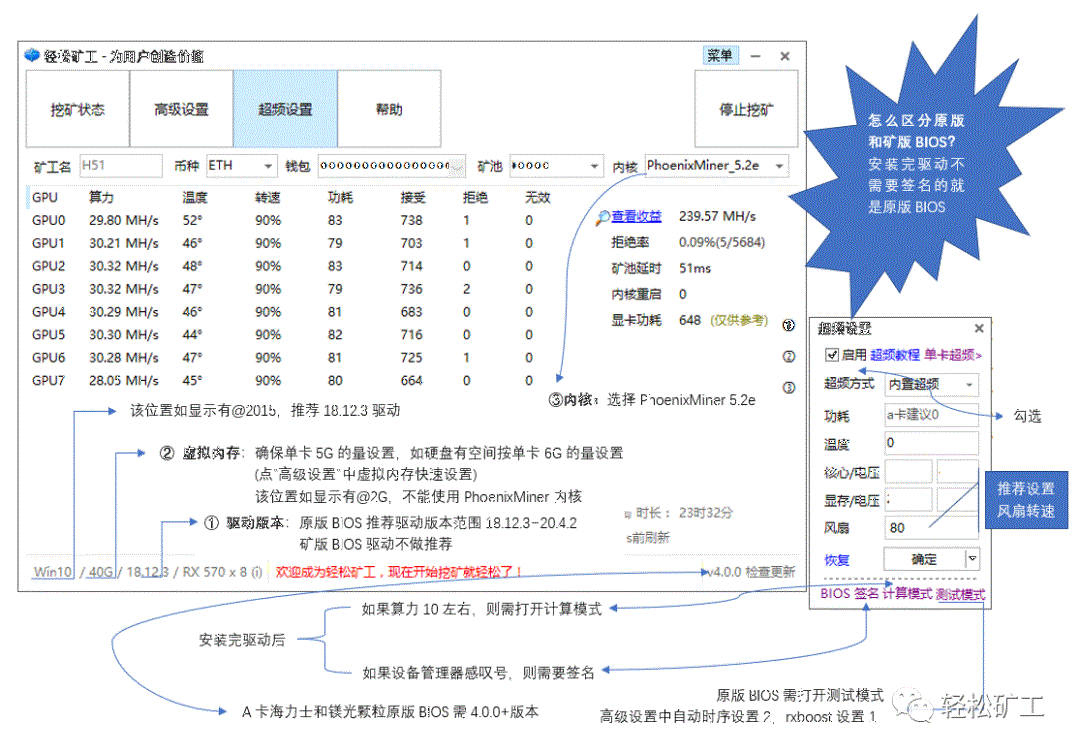 轻松矿工 - 为用户创造价值
菜单
挖矿状态 高级设置 超频设置 帮助 停止挖矿
矿工名 H51 币种 ETH 钱包 矿池 内核 PhoenixMiner_5.2e
GPU 算力 温度 转速 功耗 接受 拒绝 无效
GPU0 29.80 MH/s 52° 90% 83 738 1 0
GPU1 30.21 MH/s 46° 90% 79 703 1 0
GPU2 30.32 MH/s 48° 90% 83 714 0 0
GPU3 30.32 MH/s 47° 90% 79 736 2 0
GPU4 30.29 MH/s 46° 90% 81 683 0 0
GPU5 30.30 MH/s 44° 90% 82 716 0 0
GPU6 30.28 MH/s 47° 90% 81 725 1 0
GPU7 28.05 MH/s 45° 90% 80 664 0 0
查看收益 239.57 MH/s
拒绝率 0.09%(5/5684)
矿池延时 51ms
内核重启 0
显卡功耗 648 (仅供参考)
②
③
怎么区分原版
和矿版 BIOS?
安装完驱动不
需要签名的就
是原版 BIOS
③内核：选择 PhoenixMiner 5.2e
该位置如显示有@2015，推荐 18.12.3 驱动
② 虚拟内存：确保单卡 5G 的量设置，如硬盘有空间按单卡 6G 的量设置
(点"高级设置"中虚拟内存快速设置)
该位置如显示有@2G，不能使用 PhoenixMiner 内核
① 驱动版本：原版 BIOS 推荐驱动版本范围 18.12.3-20.4.2
矿版 BIOS 驱动不做推荐
时长： 23时32分
s前刷新
Win10 / 40G / 18.12.3 / RX 570 x 8 (i) 欢迎成为轻松矿工，现在开始挖矿就轻松了！ v4.0.0 检查更新
超频设置
启用 超频教程 单卡超频>
超频方式 内置超频
功耗 a卡建议0
温度 0
核心/电压
显存/电压
风扇 80
恢复 确定
BIOS 签名 计算模式 测试模式
勾选
推荐设置
风扇转速
如果算力 10 左右，则需打开计算模式
安装完驱动后
如果设备管理器感叹号，则需要签名
A 卡海力士和镁光颗粒原版 BIOS 需 4.0.0+版本
原版 BIOS 需打开测试模式
高级设置中自动时序设置 2，rxboost 设置 1
轻松矿工